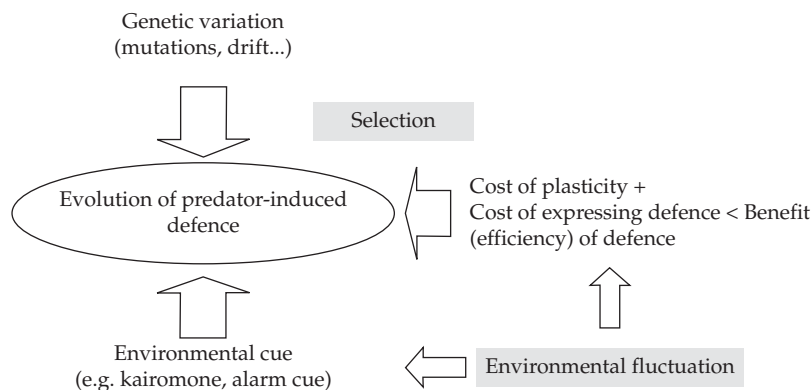 Genetic variation
(mutations, drift...)
Selection
Evolution of predator-induced
defence
Cost of plasticity +
Cost of expressing defence < Benefit
(efficiency) of defence
Environmental cue
(e.g. kairomone, alarm cue)
Environmental fluctuation